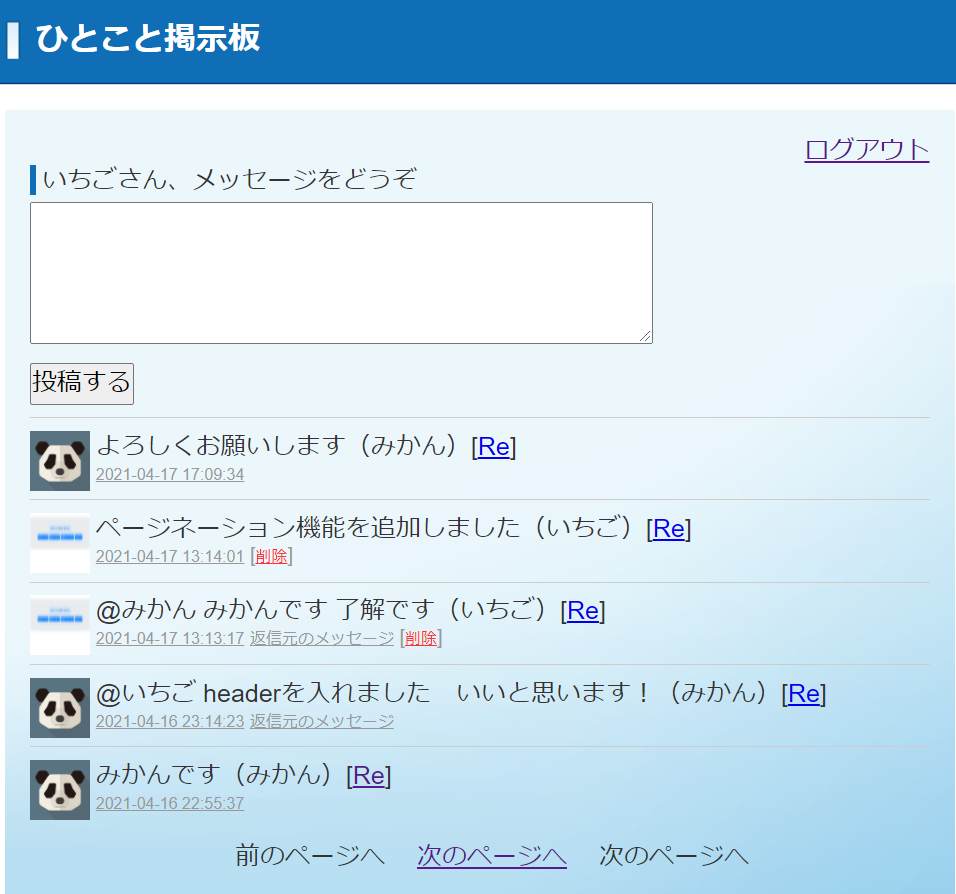 ひとこと掲示板
ログアウト
いちごさん、メッセージをどうぞ
投稿する
よろしくお願いします（みかん）[Re]
2021-04-17 17:09:34
ページネーション機能を追加しました（いちご）[Re]
2021-04-17 13:14:01 [削除]
@みかん みかんです 了解です（いちご）[Re]
2021-04-17 13:13:17 返信元のメッセージ [削除]
@いちご headerを入れました　いいと思います！（みかん）[Re]
2021-04-16 23:14:23 返信元のメッセージ
みかんです（みかん）[Re]
2021-04-16 22:55:37
前のページへ 次のページへ 次のページへ